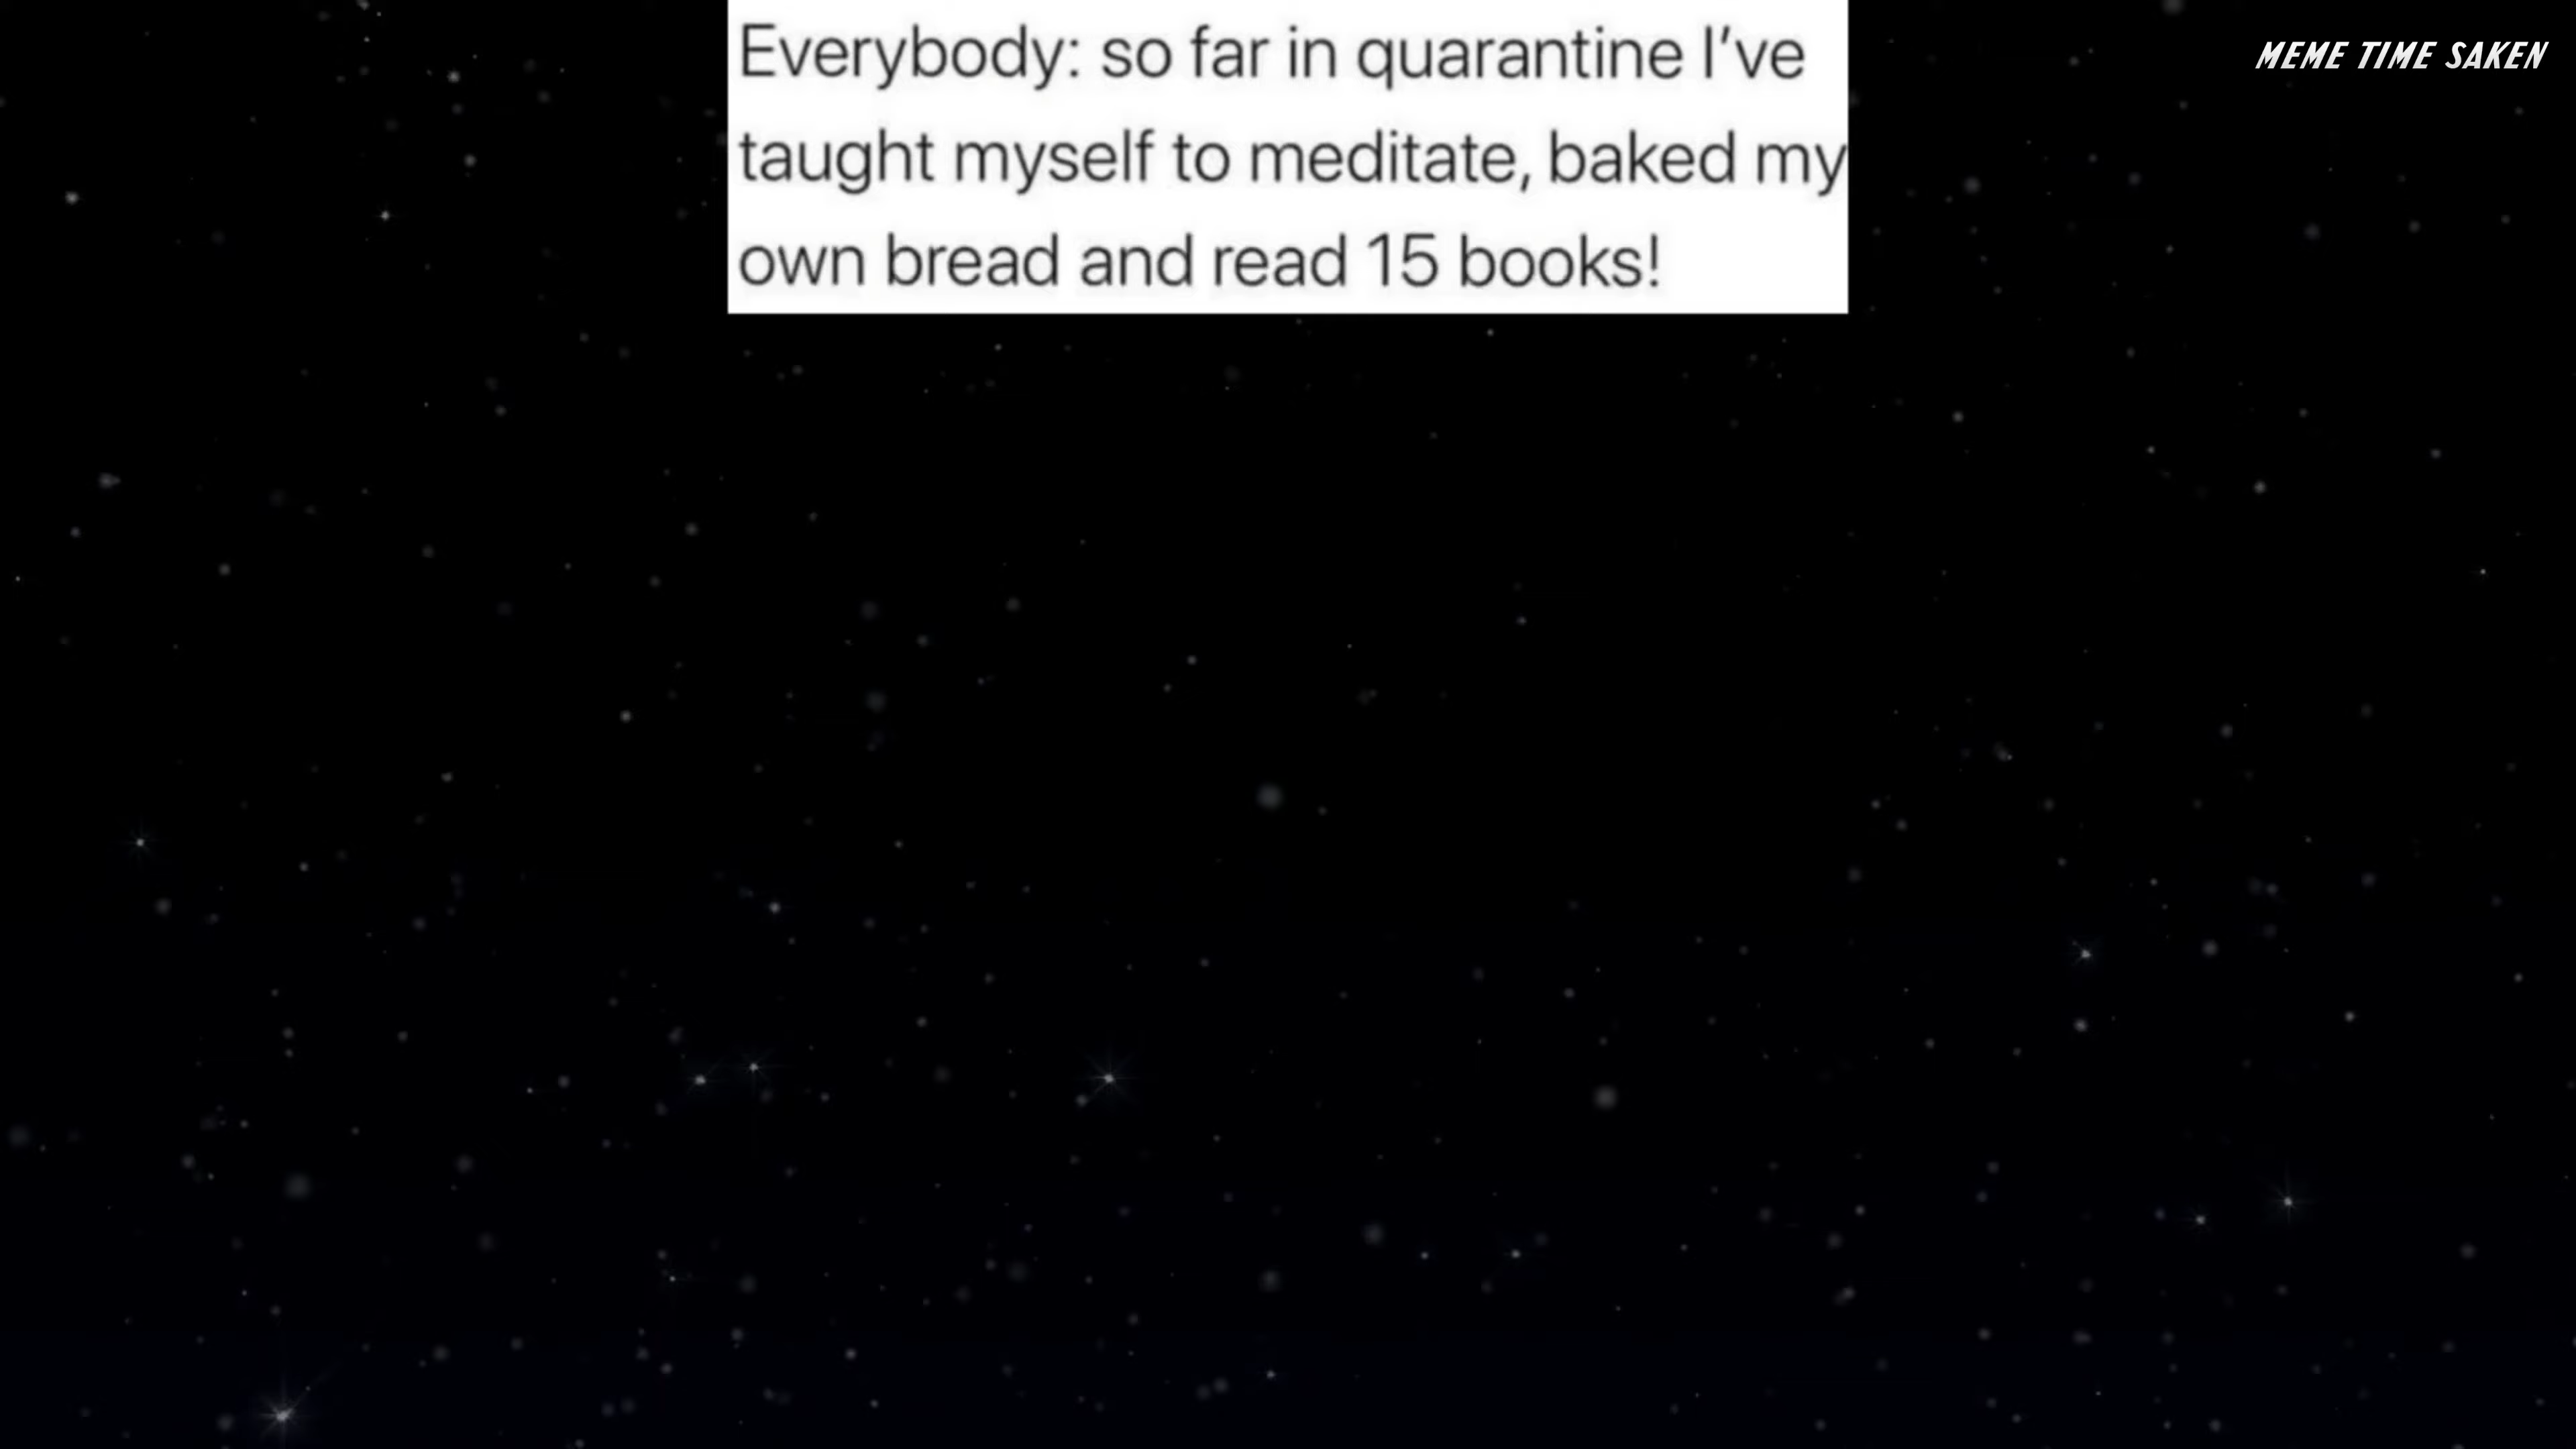 Everybody: so far in quarantine I’ve
taught myself to meditate, baked my
own bread and read 15 books!
MEME TIME SAKEN